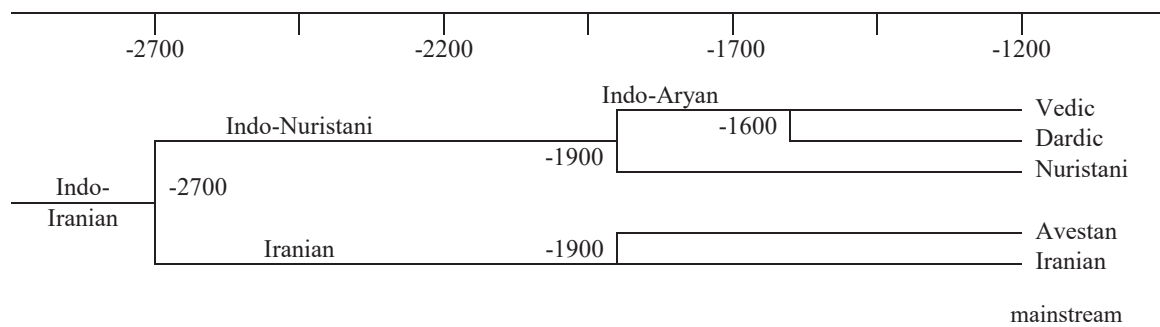 -2700 -2200 -1700 -1200
Indo-Aryan
Vedic
Indo-Nuristani
-1600
Dardic
-1900
Nuristani
Indo-
Iranian
-2700
Avestan
Iranian
-1900
Iranian
mainstream